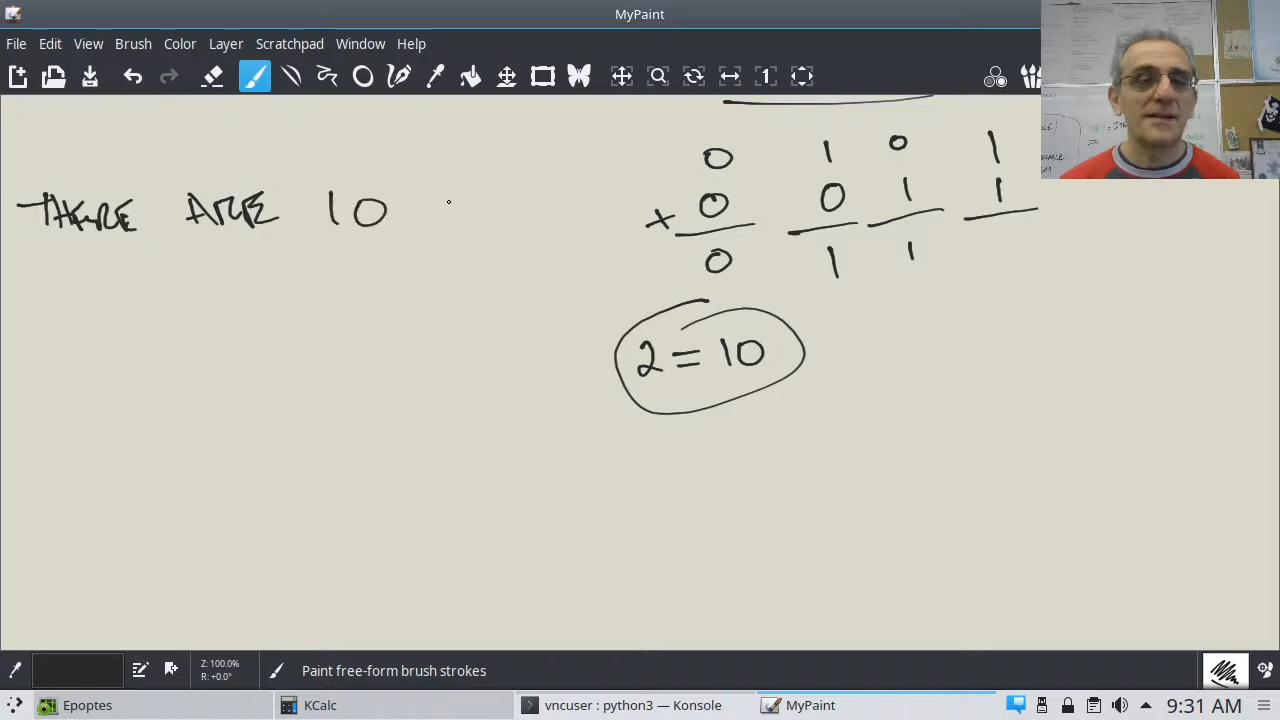 MyPaint
File Edit View Brush Color Layer Scratchpad Window Help
0 1 0 1
+ 0 0 1 1
0 1 1
THERE ARE 10
2 = 10
Z: 100.0%
R: +0.0°
Paint free-form brush strokes
Epoptes KCalc vncuser : python3 — Konsole MyPaint 9:31 AM